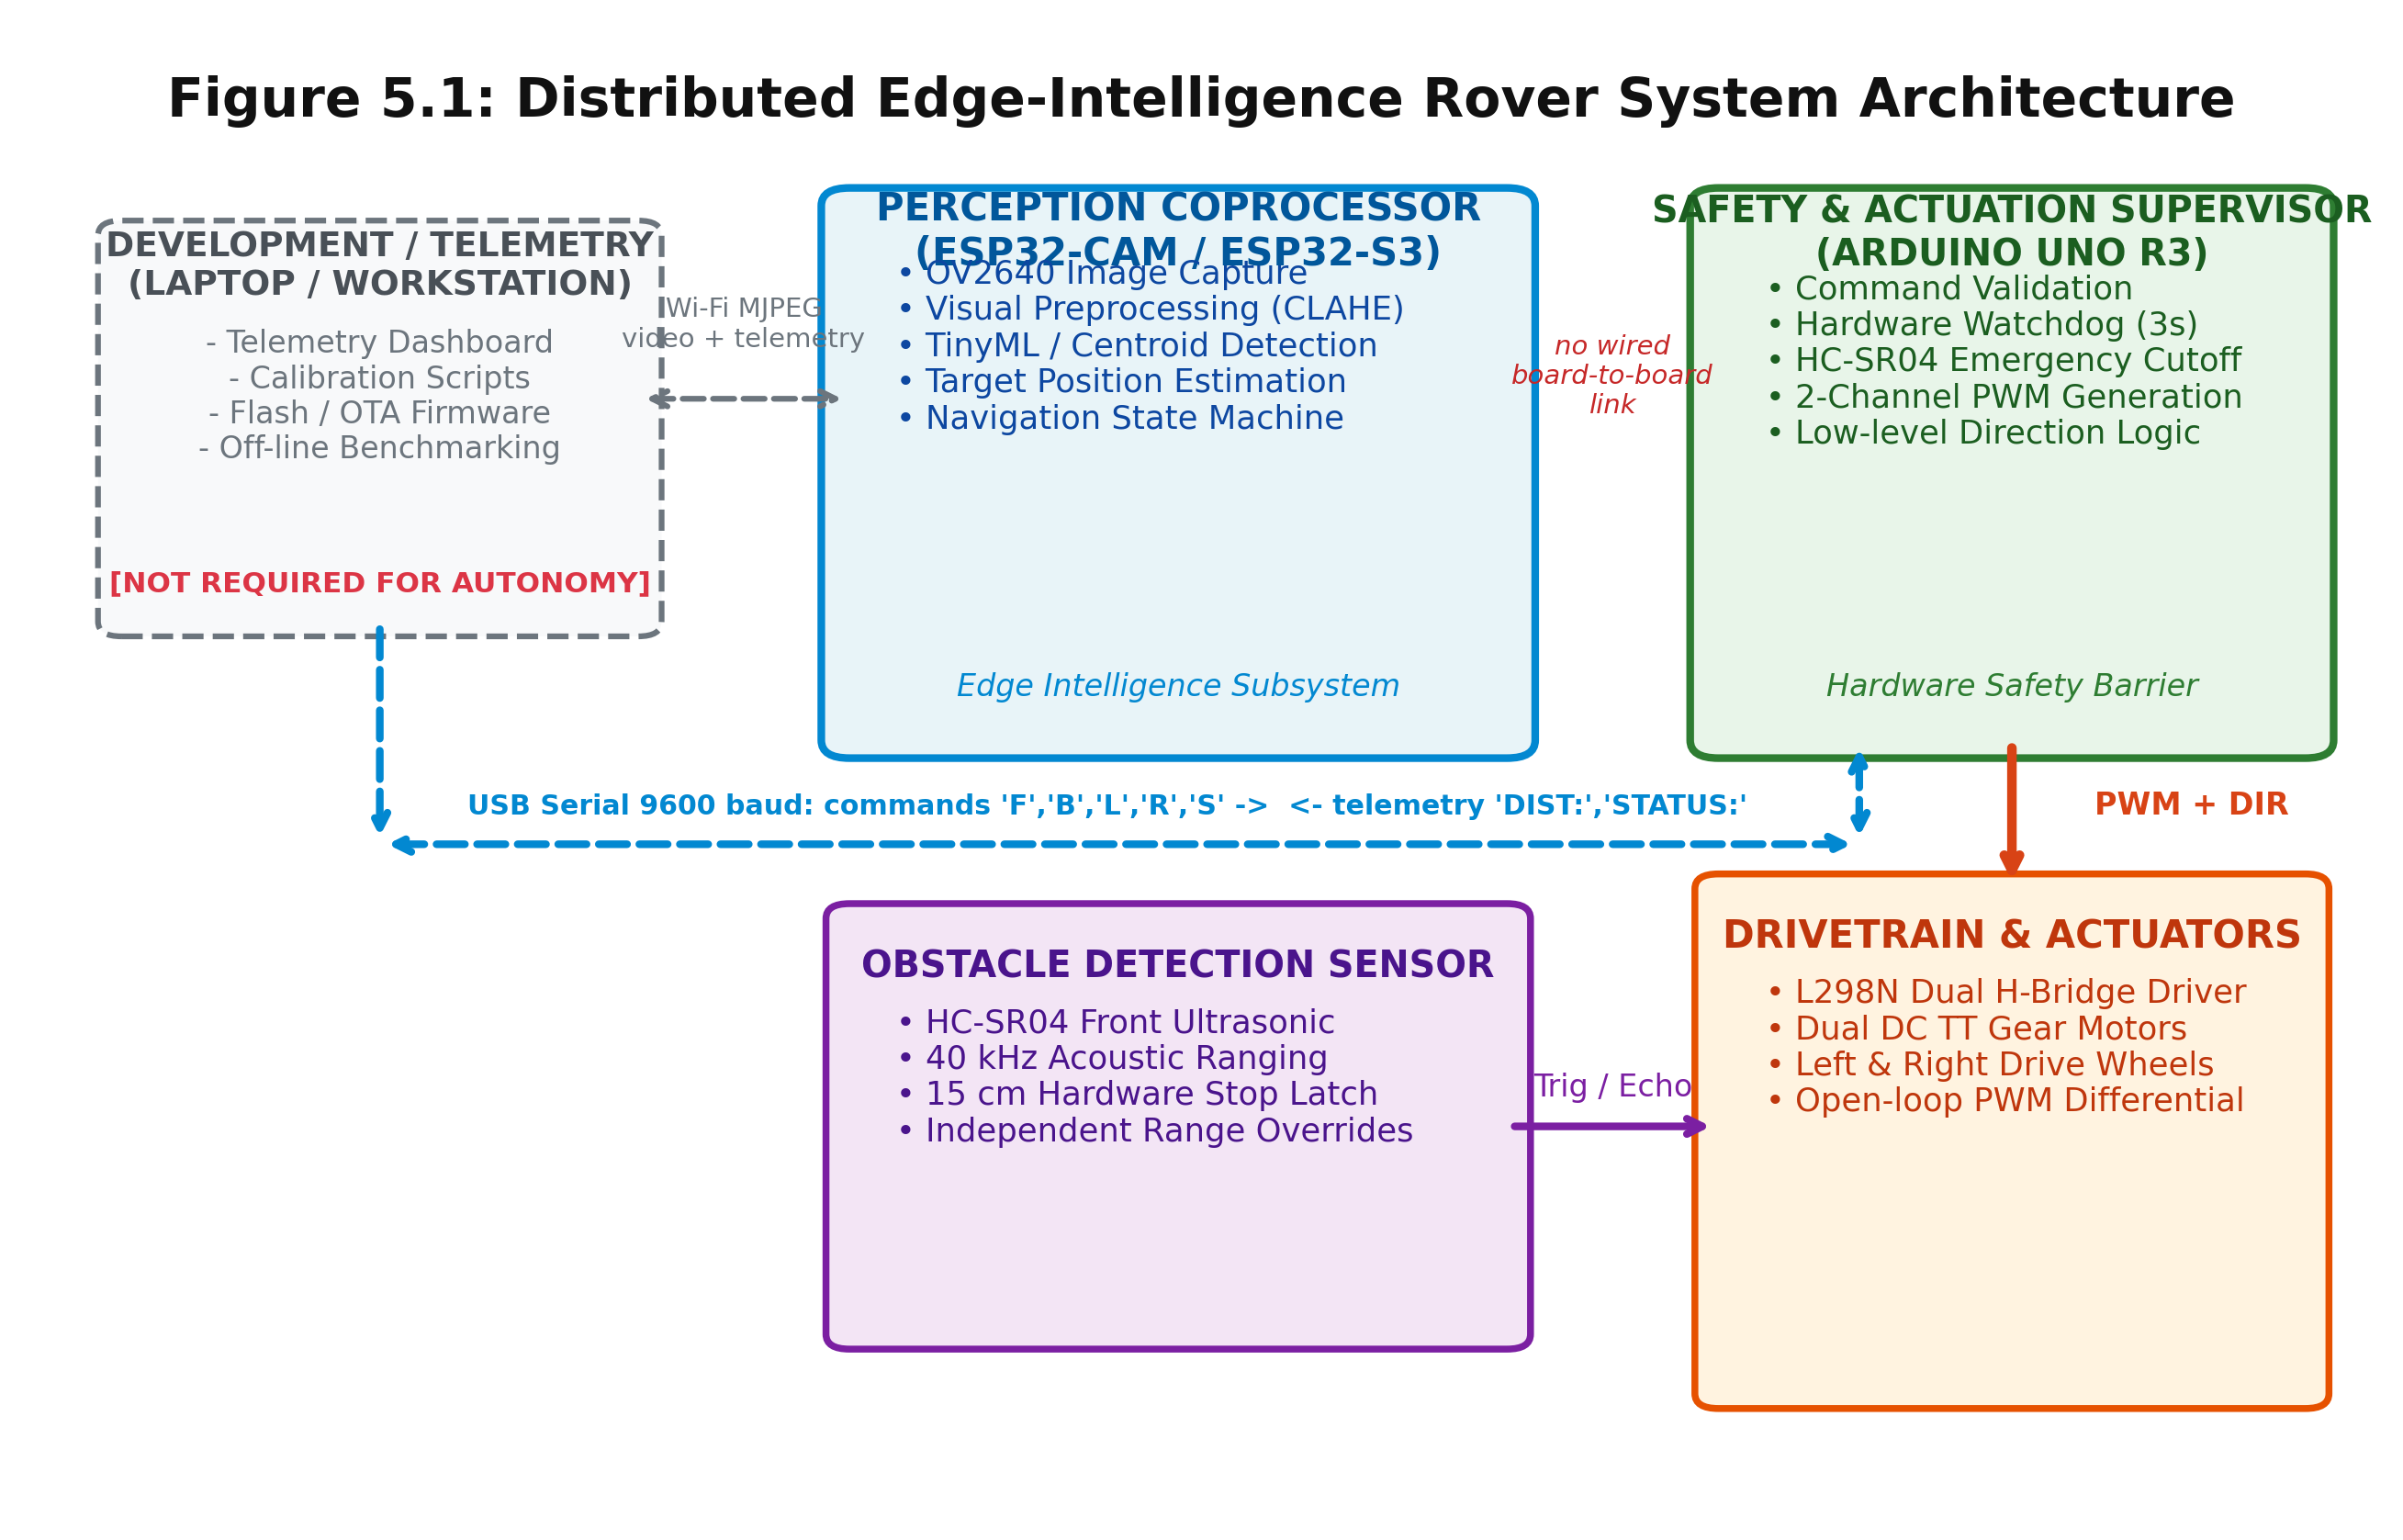 Figure 5.1: Distributed Edge-Intelligence Rover System Architecture
DEVELOPMENT / TELEMETRY
(LAPTOP / WORKSTATION)
- Telemetry Dashboard
- Calibration Scripts
- Flash / OTA Firmware
- Off-line Benchmarking
[NOT REQUIRED FOR AUTONOMY]
Wi-Fi MJPEG
video + telemetry
PERCEPTION COPROCESSOR
(ESP32-CAM / ESP32-S3)
• OV2640 Image Capture
• Visual Preprocessing (CLAHE)
• TinyML / Centroid Detection
• Target Position Estimation
• Navigation State Machine
Edge Intelligence Subsystem
no wired
board-to-board
link
SAFETY & ACTUATION SUPERVISOR
(ARDUINO UNO R3)
• Command Validation
• Hardware Watchdog (3s)
• HC-SR04 Emergency Cutoff
• 2-Channel PWM Generation
• Low-level Direction Logic
Hardware Safety Barrier
USB Serial 9600 baud: commands 'F','B','L','R','S' ->  <- telemetry 'DIST:','STATUS:'
PWM + DIR
OBSTACLE DETECTION SENSOR
• HC-SR04 Front Ultrasonic
• 40 kHz Acoustic Ranging
• 15 cm Hardware Stop Latch
• Independent Range Overrides
Trig / Echo
DRIVETRAIN & ACTUATORS
• L298N Dual H-Bridge Driver
• Dual DC TT Gear Motors
• Left & Right Drive Wheels
• Open-loop PWM Differential